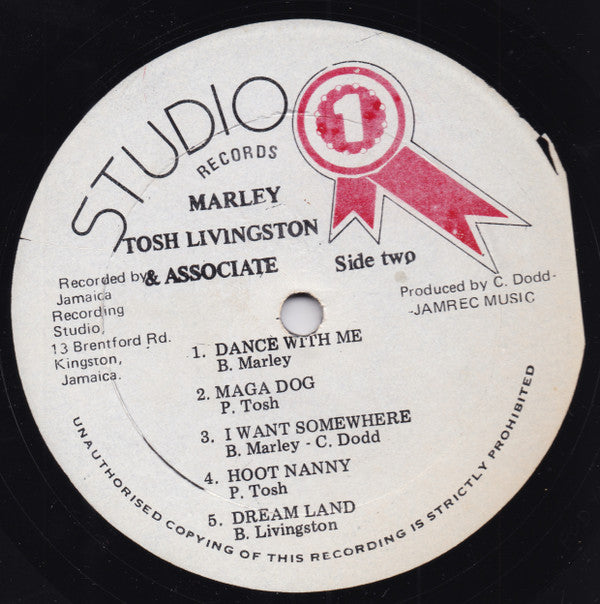 STUDIO 1
RECORDS
MARLEY
TOSH LIVINGSTON
& ASSOCIATE
Side two
Recorded by
Jamaica
Recording
Studio,
13 Brentford Rd.
Kingston,
Jamaica.
Produced by C. Dodd-
-JAMREC MUSIC
1. DANCE WITH ME
B. Marley
2. MAGA DOG
P. Tosh
3. I WANT SOMEWHERE
B. Marley - C. Dodd
4. HOOT NANNY
P. Tosh
5. DREAM LAND
B. Livingston
UNAUTHORISED COPYING OF THIS RECORDING IS STRICTLY PROHIBITED